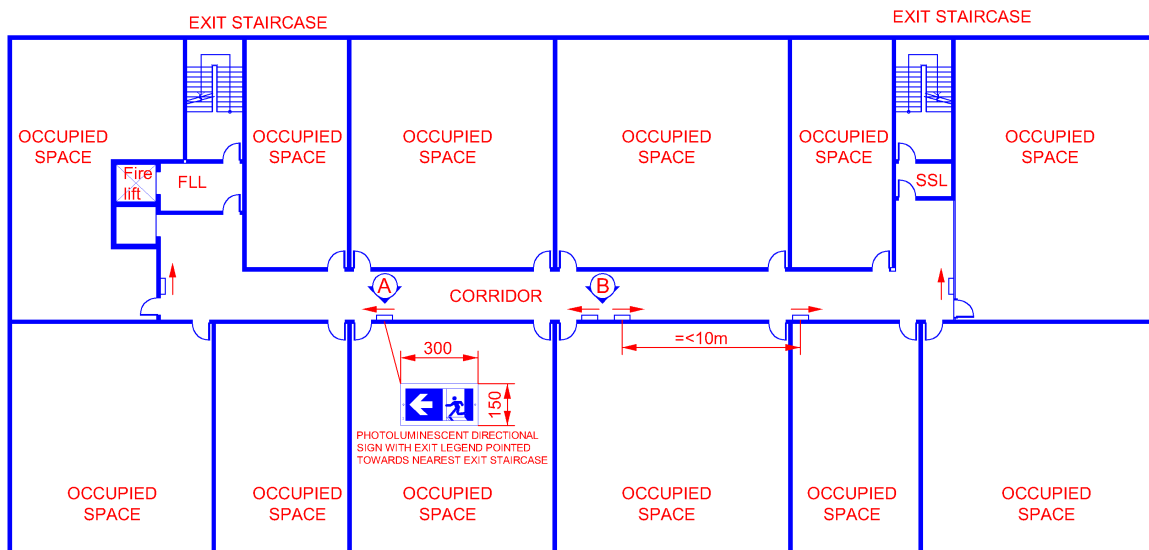 EXIT STAIRCASE
EXIT STAIRCASE
OCCUPIED
SPACE
OCCUPIED
SPACE
OCCUPIED
SPACE
OCCUPIED
SPACE
OCCUPIED
SPACE
OCCUPIED
SPACE
Fire
lift
FLL
SSL
A
B
CORRIDOR
=<10m
300
150
PHOTOLUMINESCENT DIRECTIONAL
SIGN WITH EXIT LEGEND POINTED
TOWARDS NEAREST EXIT STAIRCASE
OCCUPIED
SPACE
OCCUPIED
SPACE
OCCUPIED
SPACE
OCCUPIED
SPACE
OCCUPIED
SPACE
OCCUPIED
SPACE